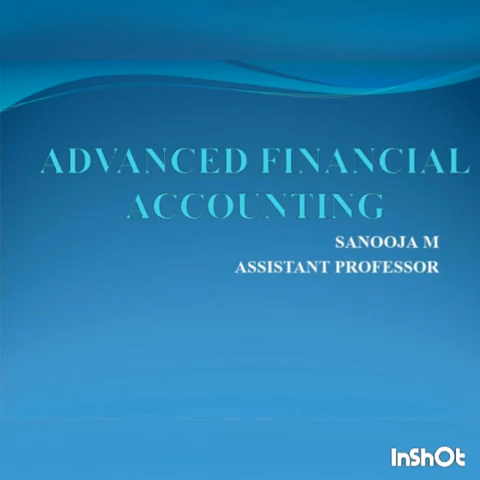 ADVANCED FINANCIAL
ACCOUNTING
SANOOJA M
ASSISTANT PROFESSOR
InShOt